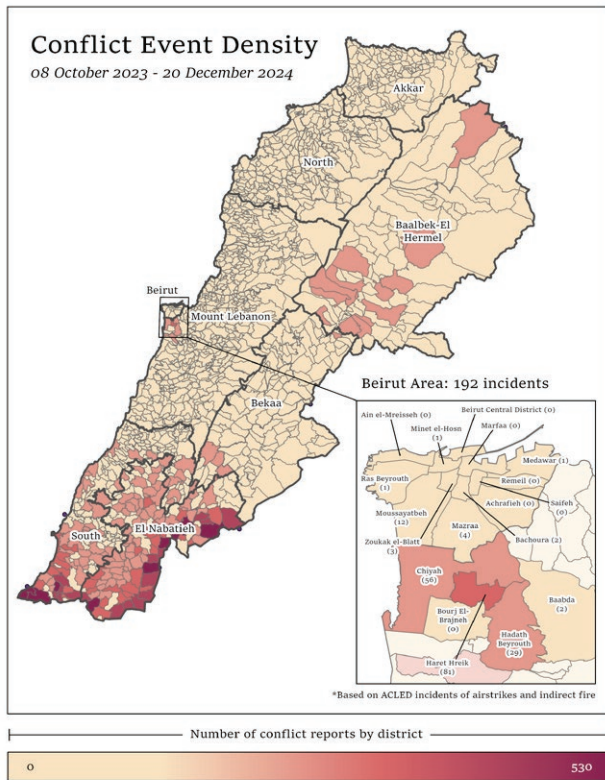 Conflict Event Density
08 October 2023 - 20 December 2024
Akkar
North
Baalbek-El
Hermel
Beirut
Mount Lebanon
Bekaa
El Nabatieh
South
Beirut Area: 192 incidents
Ain el-Mreisseh (0)
Beirut Central District (0)
Minet el-Hosn
(1)
Marfaa (0)
Medawar (1)
Ras Beyrouth
(1)
Remeil (0)
Saifeh
(0)
Achrafieh (0)
Moussayatbeh
(12)
Mazraa
(4)
Bachoura (2)
Zoukak el-Blatt
(3)
Chiyah
(56)
Baabda
(2)
Bourj El-
Brajneh
(0)
Hadath
Beyrouth
(29)
Haret Hreik
(81)
*Based on ACLED incidents of airstrikes and indirect fire
Number of conflict reports by district
0
530